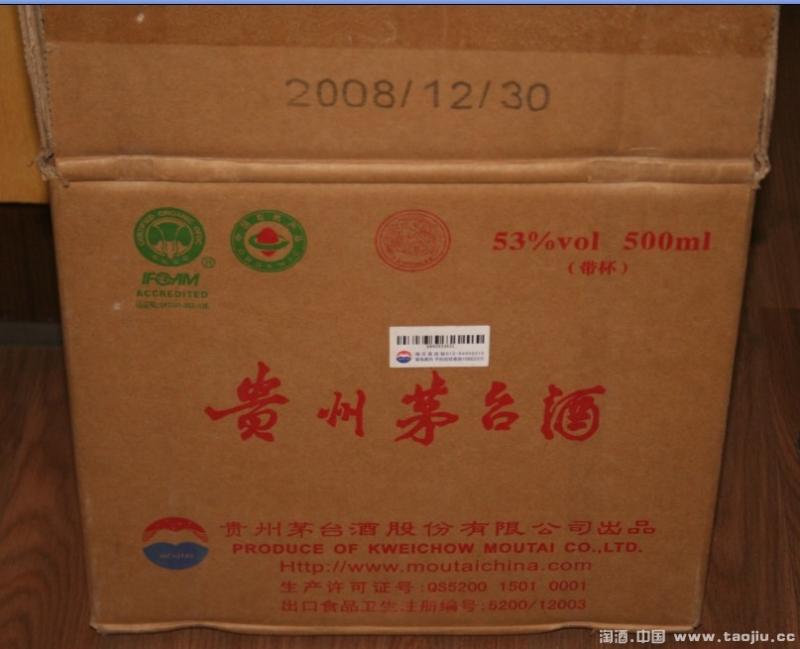 2008/12/30
CERTIFIED ORGANIC
IFOAM
ACCREDITED
®
53%vol 500ml
(带杯)
贵州茅台酒
MOUTAI
贵州茅台酒股份有限公司出品
PRODUCE OF KWEICHOW MOUTAI CO.,LTD.
Http://www.moutaichina.com
生产许可证号:QS5200 1501 0001
出口食品卫生注册编号:5200/12003
淘酒.中国 www.taojiu.cc